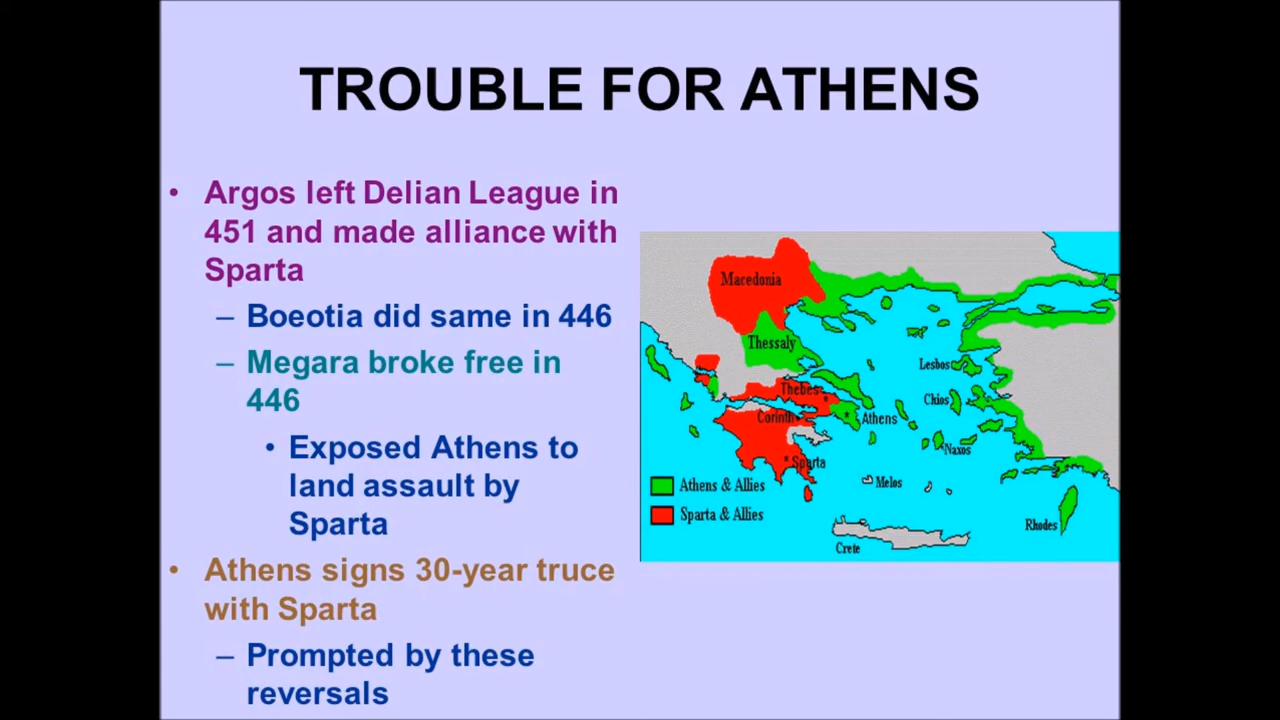 TROUBLE FOR ATHENS
• Argos left Delian League in
451 and made alliance with
Sparta
– Boeotia did same in 446
– Megara broke free in
446
• Exposed Athens to
land assault by
Sparta
• Athens signs 30-year truce
with Sparta
– Prompted by these
reversals
Macedonia
Thessaly
Lesbos
Thebes
Chios
Corinth
Athens
Naxos
Sparta
Melos
Athens & Allies
Sparta & Allies
Rhodes
Crete